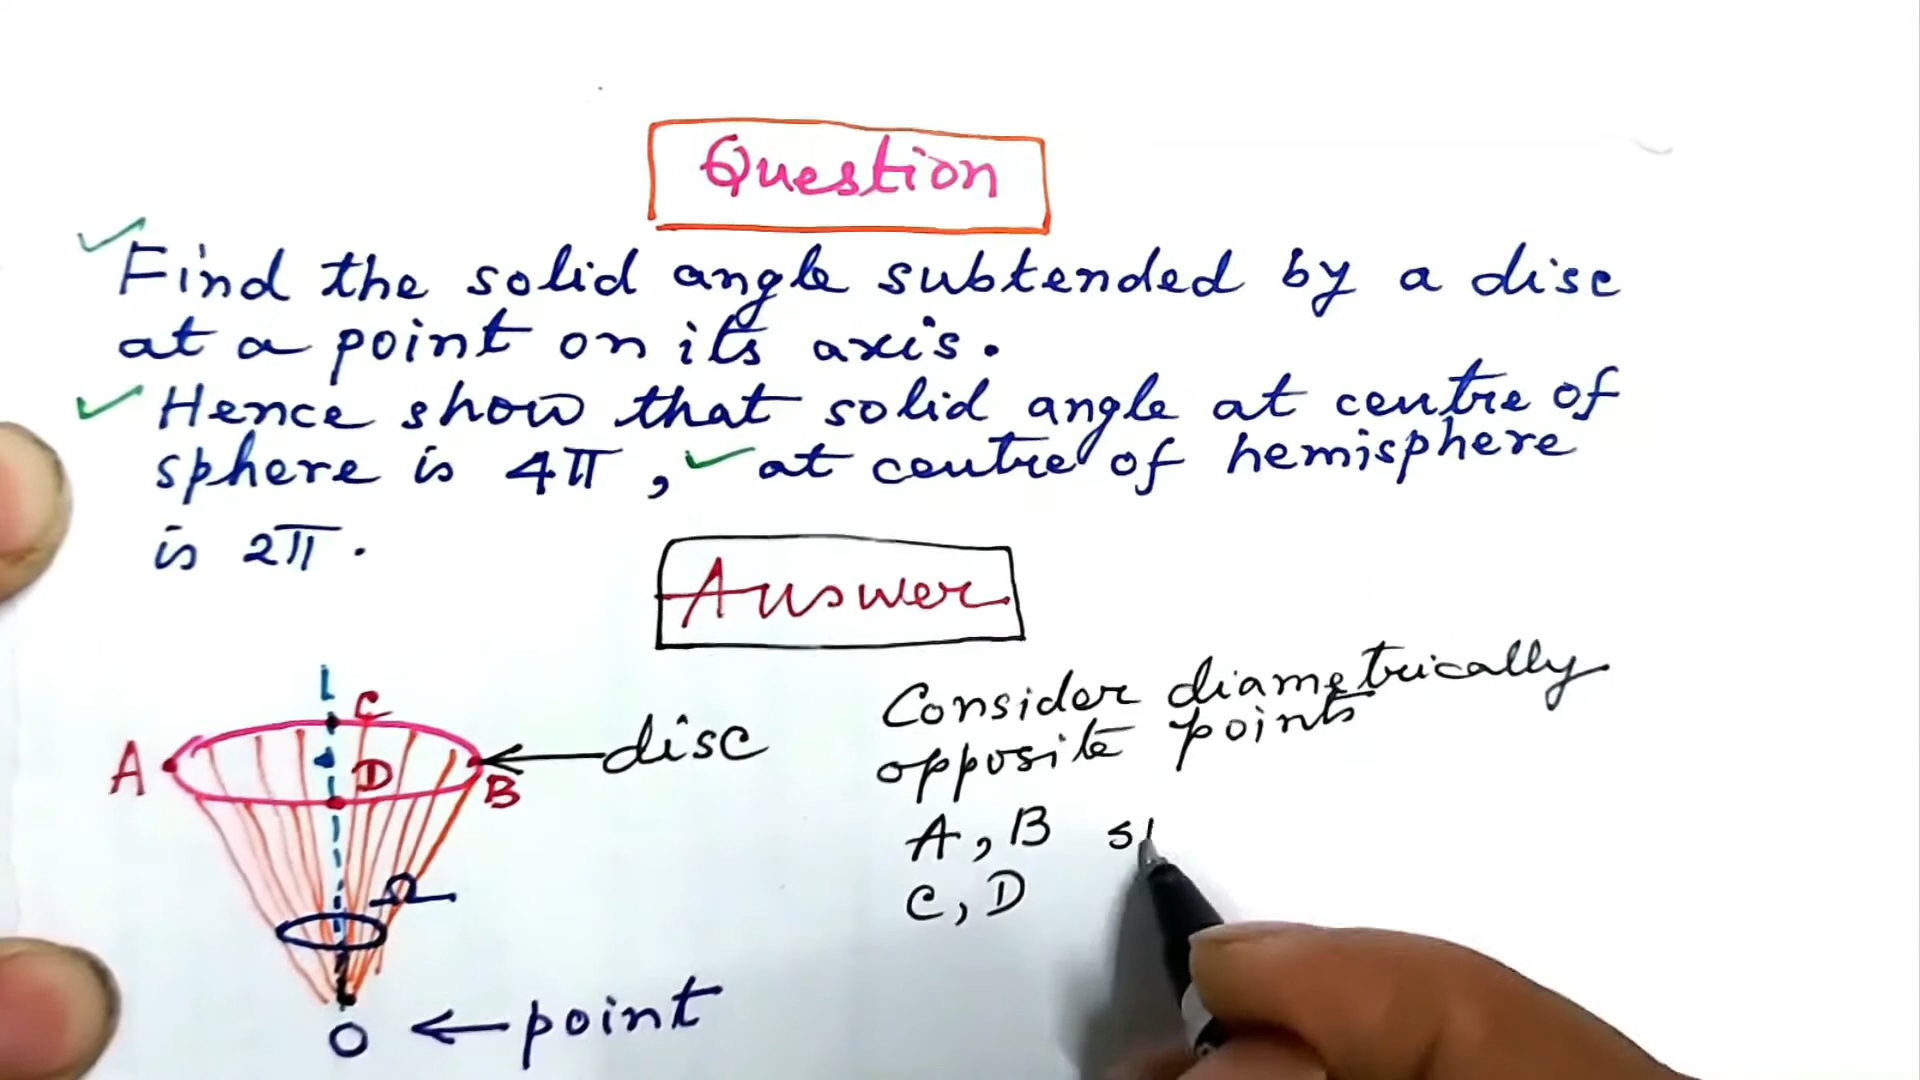 Question
Find the solid angle subtended by a disc
at a point on its axis.
Hence show that solid angle at centre of
sphere is 4π, at centre of hemisphere
is 2π.
Answer
Consider diametrically
opposite points
C
A
D
B
disc
A, B
C, D
Ω
O
point